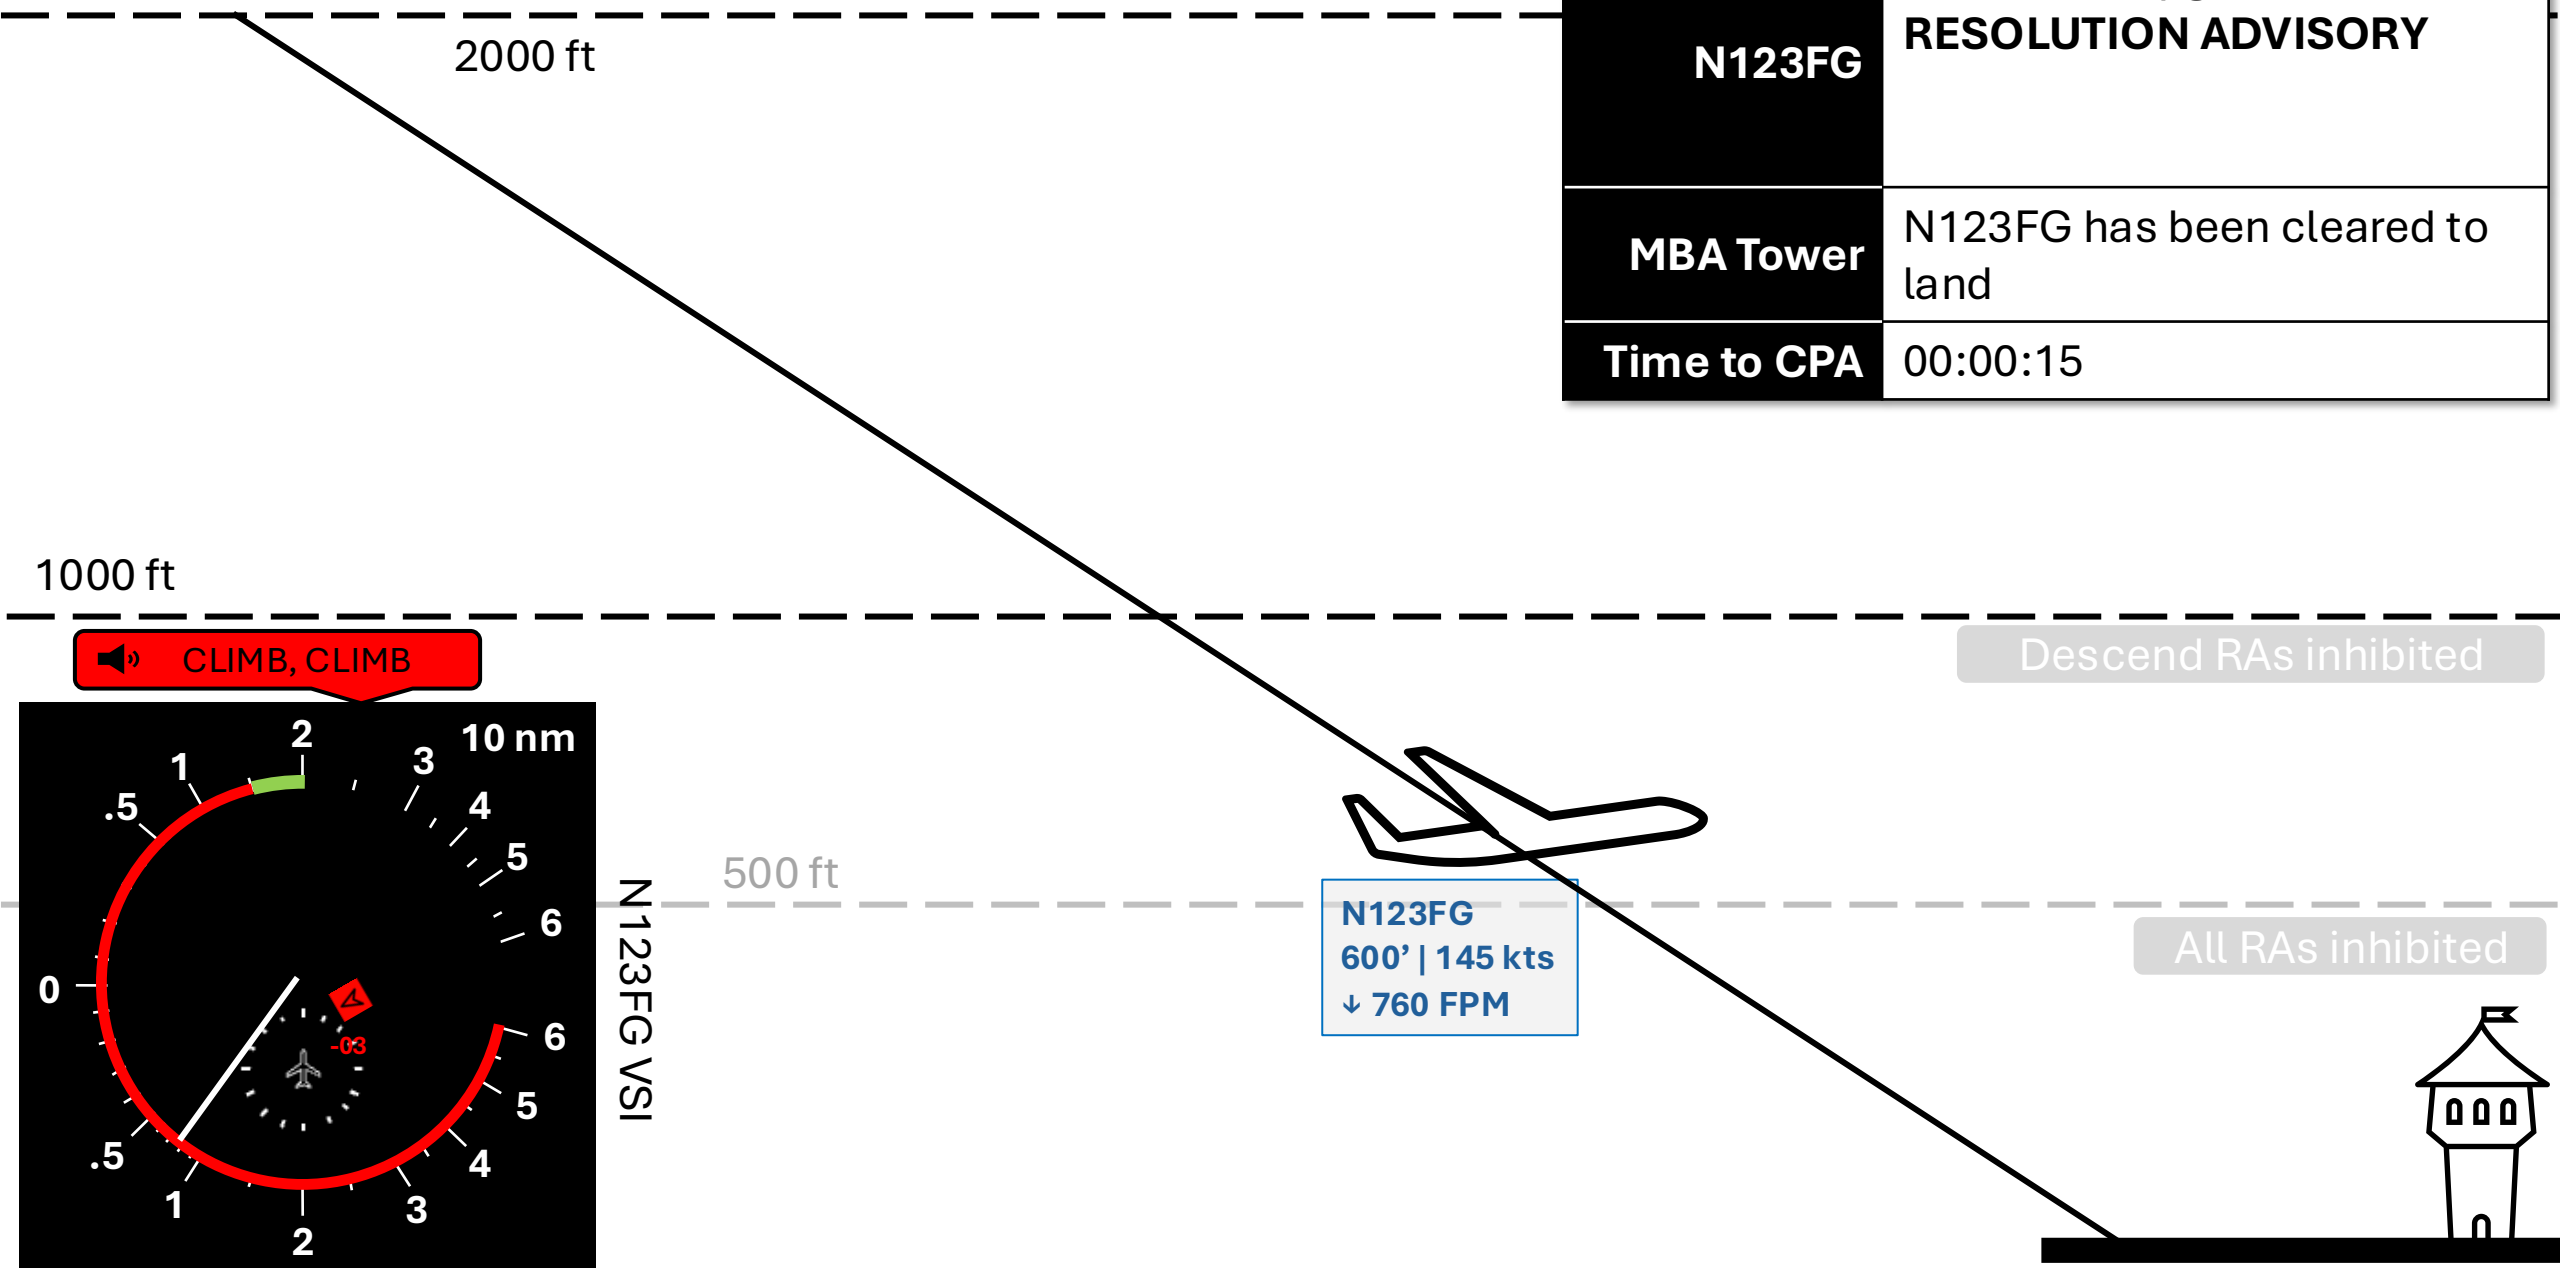 2000 ft
N123FG
RESOLUTION ADVISORY
MBA Tower
N123FG has been cleared to
land
Time to CPA
00:00:15
1000 ft
CLIMB, CLIMB
Descend RAs inhibited
10 nm
2
3
1
4
.5
5
6
0
-03
6
.5
5
4
1
3
2
N123FG VSI
500 ft
N123FG
600’ | 145 kts
↓ 760 FPM
All RAs inhibited